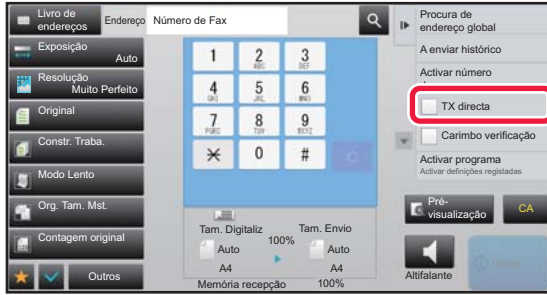 Livro de
endereços
Endereço
Número de Fax
Procura de
endereço global
Exposição
Auto
A enviar histórico
Resolução
Muito Perfeito
Activar número
Original
TX directa
Constr. Traba.
Carimbo verificação
Modo Lento
Activar programa
Activar definições registadas
Org. Tam. Mst.
Pré-
visualização
CA
Contagem original
Outros
1
2 ABC
3 DEF
4 GHI
5 JKL
6 MNO
7 PQRS
8 TUV
9 WXYZ
0
#
C
Tam. Digitaliz
100%
Tam. Envio
Auto
Auto
A4
A4
Memória recepção
100%
Altifalante
Iniciar